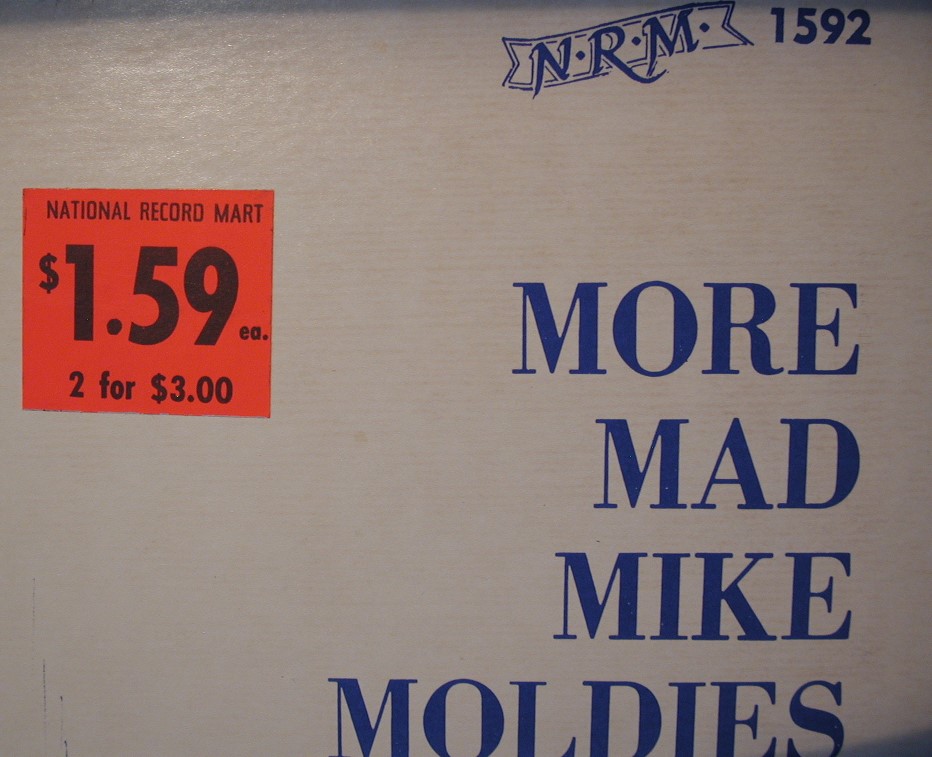 N·R·M· 1592
NATIONAL RECORD MART
$1.59 ea.
2 for $3.00
MORE
MAD
MIKE
MOLDIES